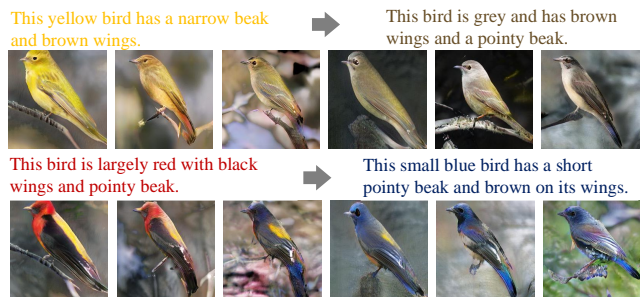 This yellow bird has a narrow beak
and brown wings.
This bird is grey and has brown
wings and a pointy beak.
This bird is largely red with black
wings and pointy beak.
This small blue bird has a short
pointy beak and brown on its wings.